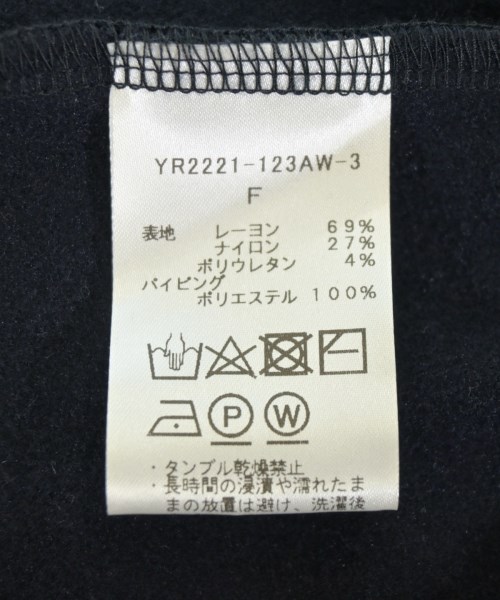 YR2221-123AW-3
F
表地 レーヨン 69%
ナイロン 27%
ポリウレタン 4%
パイピング
ポリエステル 100%
P W
・タンブル乾燥禁止
・長時間の浸漬や濡れたま
まの放置は避け、洗濯後